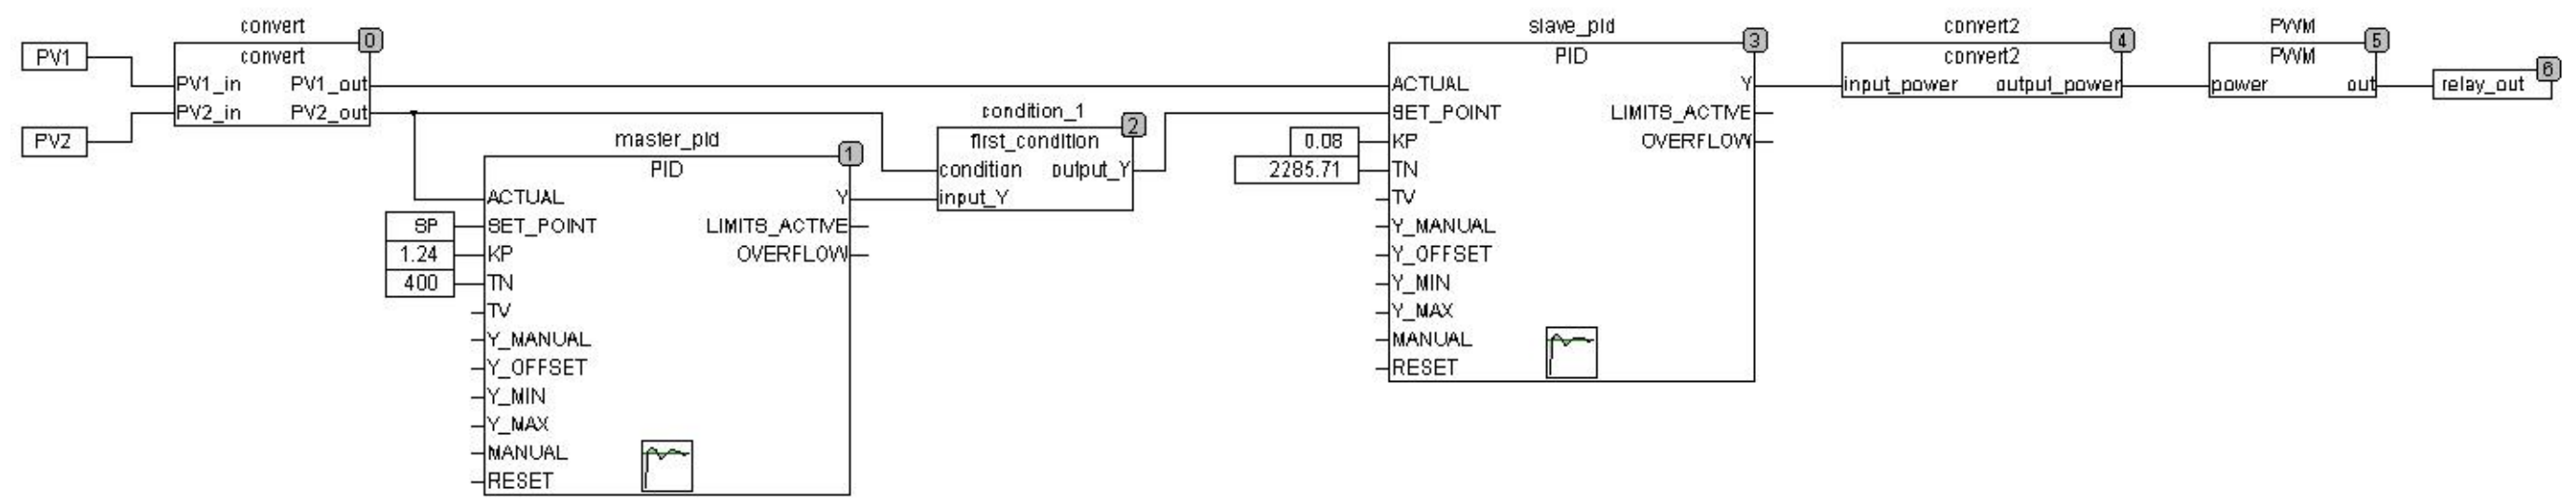 convert
0
convert
PV1
PV1_in PV1_out
PV2_in PV2_out
PV2
master_pid
1
PID
ACTUAL Y
SP SET_POINT LIMITS_ACTIVE
1.24 KP OVERFLOW
400 TN
TV
Y_MANUAL
Y_OFFSET
Y_MIN
Y_MAX
MANUAL
RESET
condition_1
2
first_condition
condition output_Y
input_Y
slave_pid
3
PID
ACTUAL Y
SET_POINT LIMITS_ACTIVE
0.08 KP OVERFLOW
2285.71 TN
TV
Y_MANUAL
Y_OFFSET
Y_MIN
Y_MAX
MANUAL
RESET
convert2
4
convert2
input_power output_power
PWM
5
PWM
power out
6
relay_out